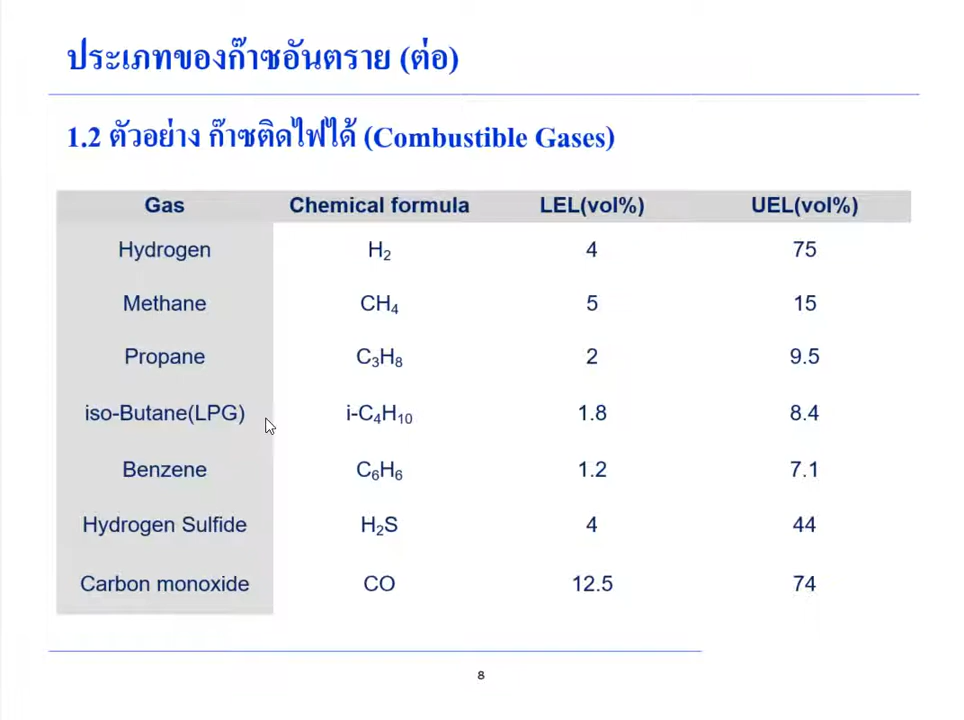 ประเภทของก๊าซอันตราย (ต่อ)
1.2 ตัวอย่าง ก๊าซติดไฟได้ (Combustible Gases)
Gas Chemical formula LEL(vol%) UEL(vol%)
Hydrogen H₂ 4 75
Methane CH₄ 5 15
Propane C₃H₈ 2 9.5
iso-Butane(LPG) i-C₄H₁₀ 1.8 8.4
Benzene C₆H₆ 1.2 7.1
Hydrogen Sulfide H₂S 4 44
Carbon monoxide CO 12.5 74
8